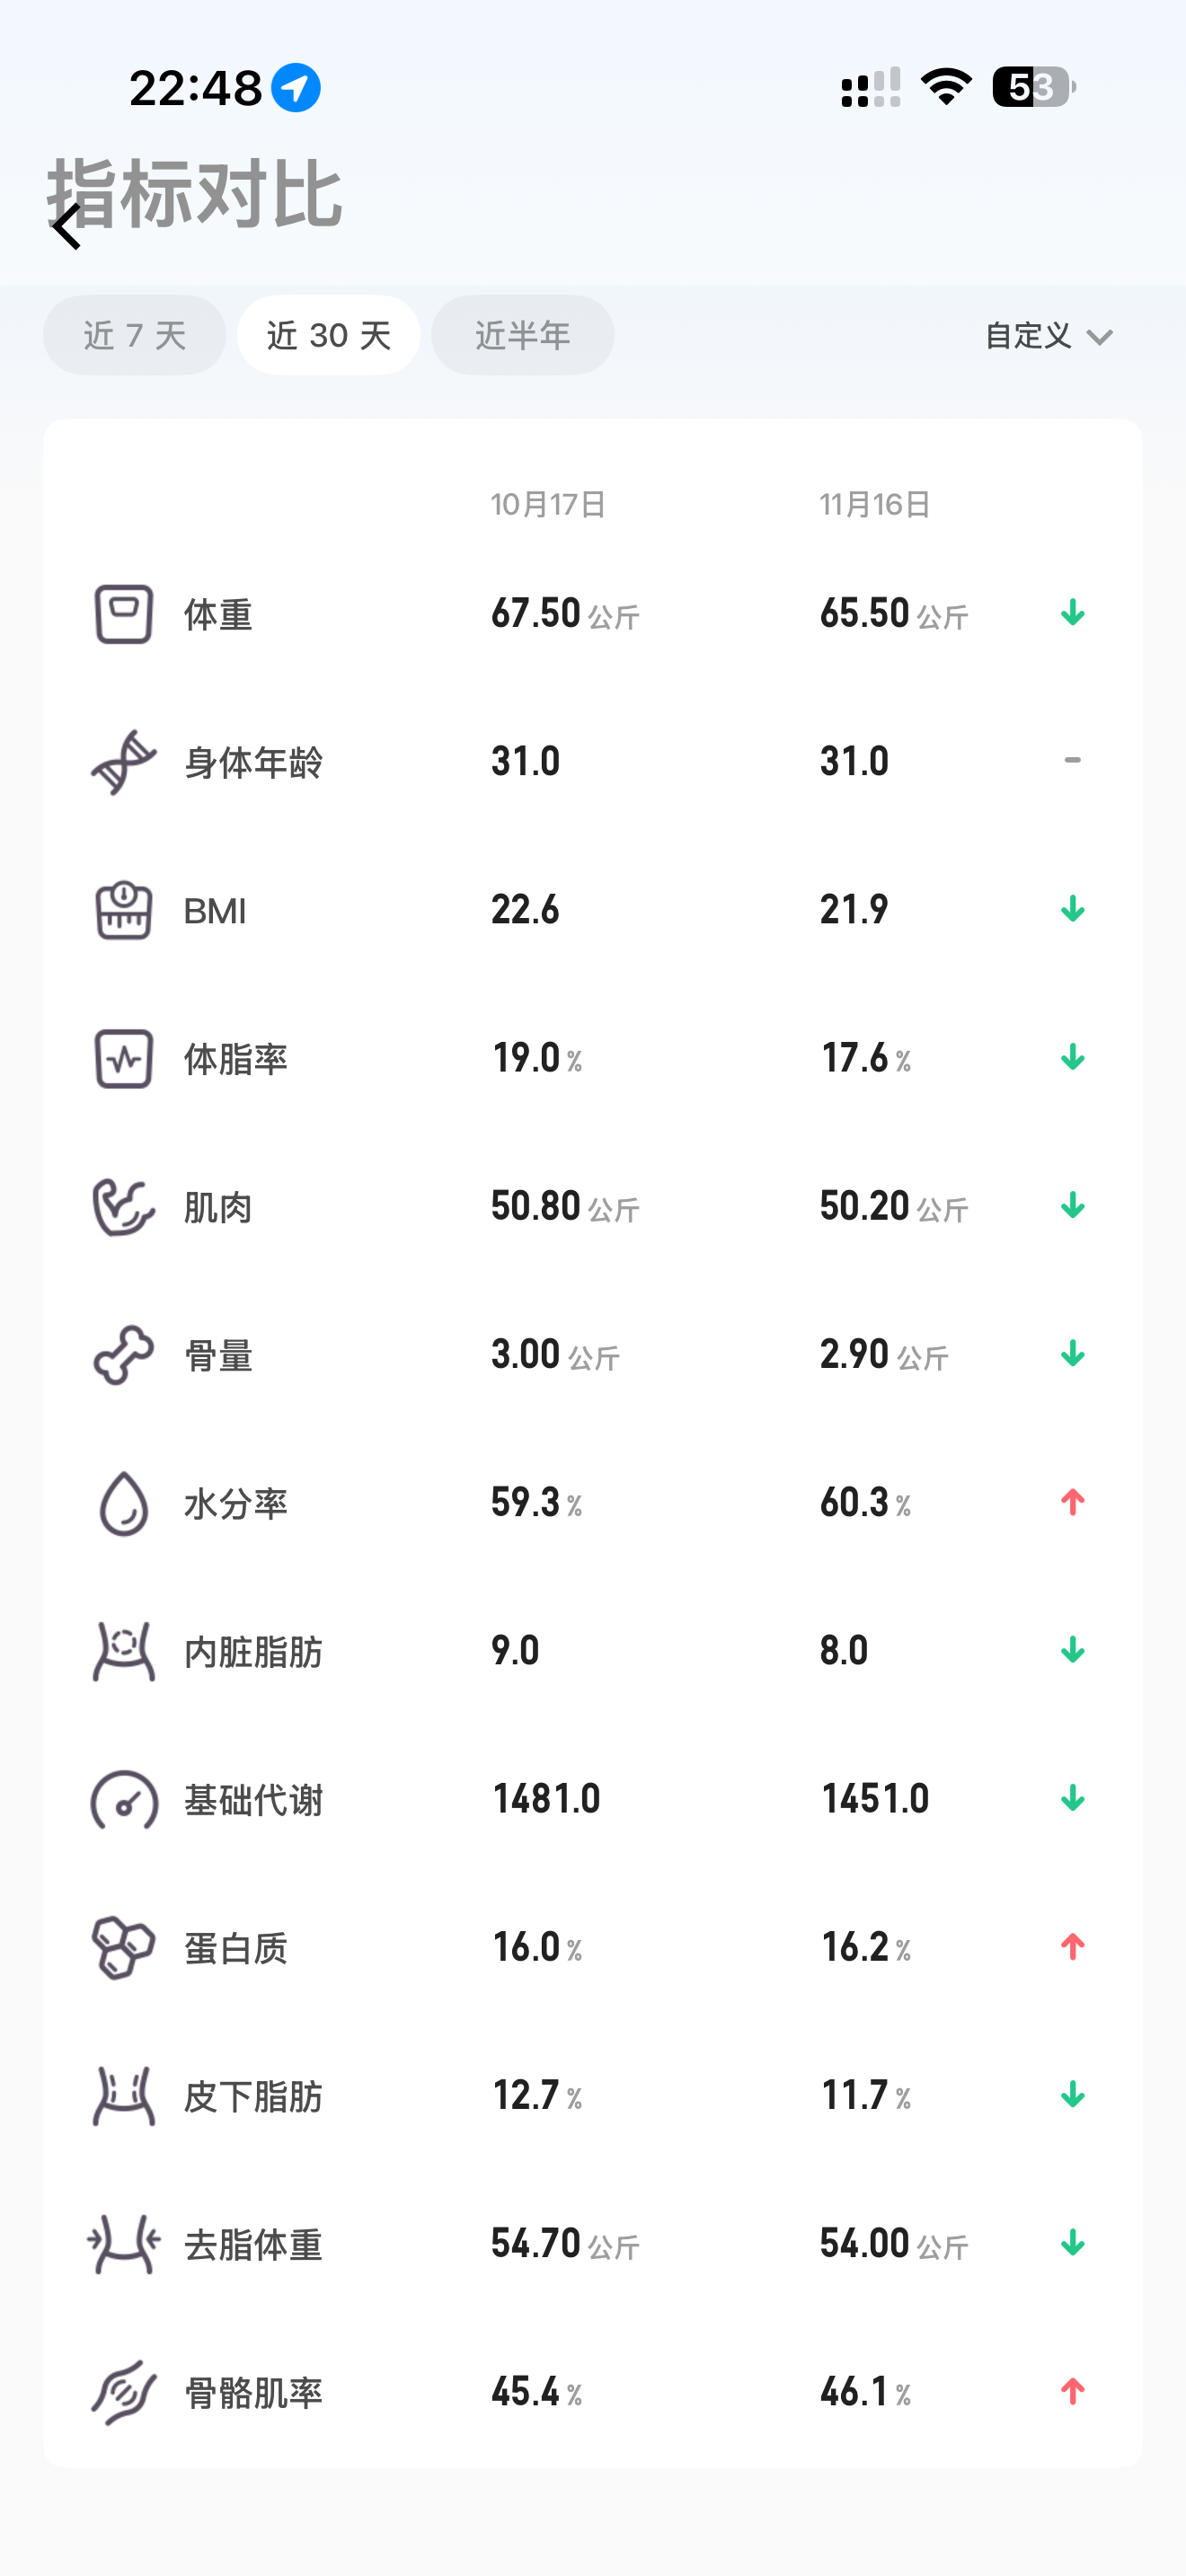 22:48 53
指标对比
近 7 天 近 30 天 近半年 自定义
10月17日 11月16日
体重 67.50 公斤 65.50 公斤
身体年龄 31.0 31.0 -
BMI 22.6 21.9
体脂率 19.0 % 17.6 %
肌肉 50.80 公斤 50.20 公斤
骨量 3.00 公斤 2.90 公斤
水分率 59.3 % 60.3 %
内脏脂肪 9.0 8.0
基础代谢 1481.0 1451.0
蛋白质 16.0 % 16.2 %
皮下脂肪 12.7 % 11.7 %
去脂体重 54.70 公斤 54.00 公斤
骨骼肌率 45.4 % 46.1 %